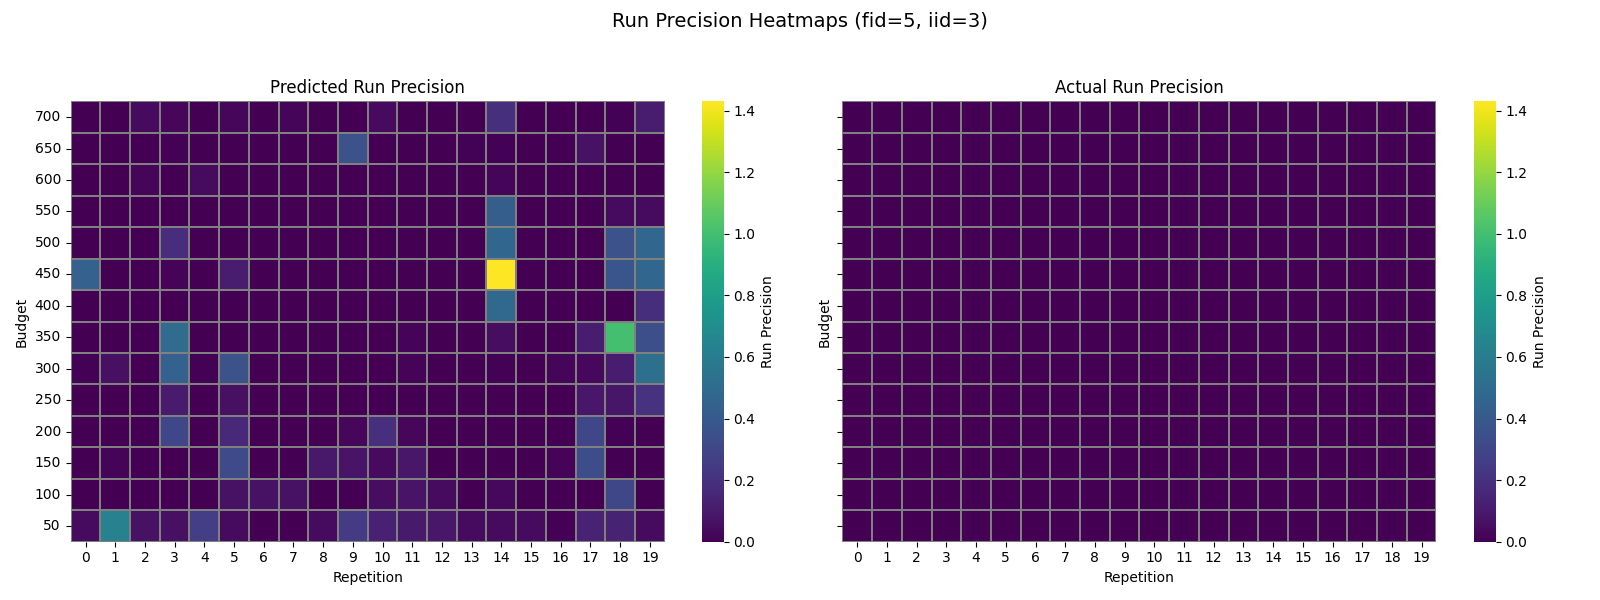 Run Precision Heatmaps (fid=5, iid=3)
Predicted Run Precision
Budget
700
650
600
550
500
450
400
350
300
250
200
150
100
50
0 1 2 3 4 5 6 7 8 9 10 11 12 13 14 15 16 17 18 19
Repetition
1.4
1.2
1.0
0.8
0.6
0.4
0.2
0.0
Run Precision
Actual Run Precision
Budget
0 1 2 3 4 5 6 7 8 9 10 11 12 13 14 15 16 17 18 19
Repetition
1.4
1.2
1.0
0.8
0.6
0.4
0.2
0.0
Run Precision